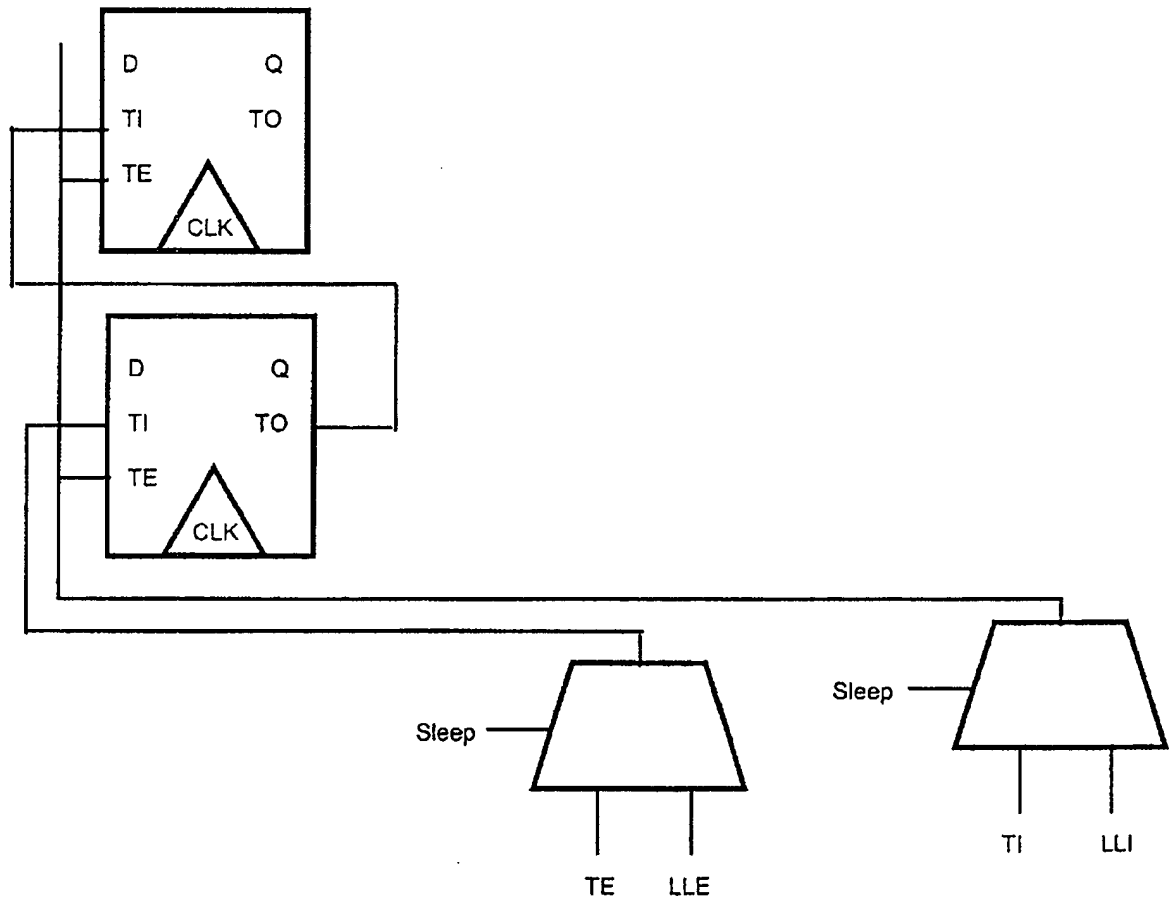 D Q
TI TO
TE
CLK
D Q
TI TO
TE
CLK
Sleep
TE LLE
Sleep
TI LLI